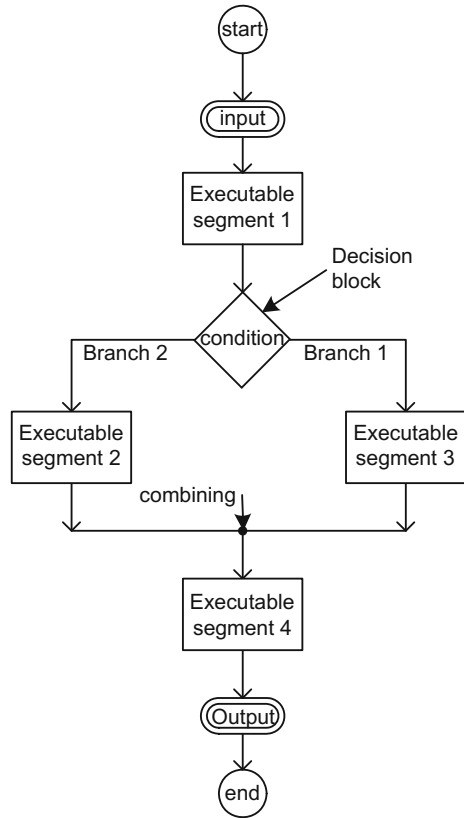 start
input
Executable
segment 1
Decision
block
condition
Branch 2
Branch 1
Executable
segment 2
Executable
segment 3
combining
Executable
segment 4
Output
end